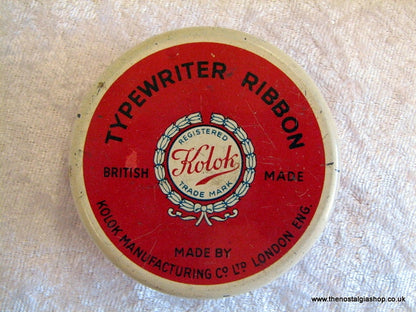 TYPEWRITER RIBBON
REGISTERED
Kolok
TRADE MARK
BRITISH MADE
MADE BY
KOLOK MANUFACTURING Co LTD LONDON ENG.
www.thenostalgiashop.co.uk